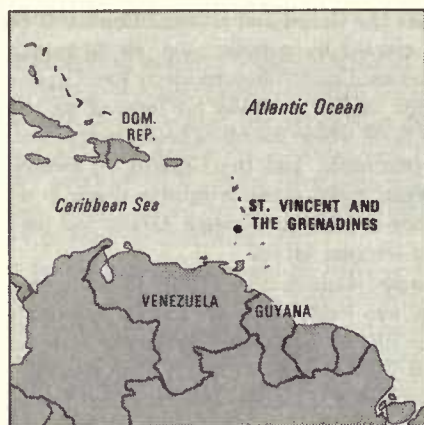 DOM.
REP.
Atlantic Ocean
Caribbean Sea
ST. VINCENT AND
THE GRENADINES
VENEZUELA
GUYANA